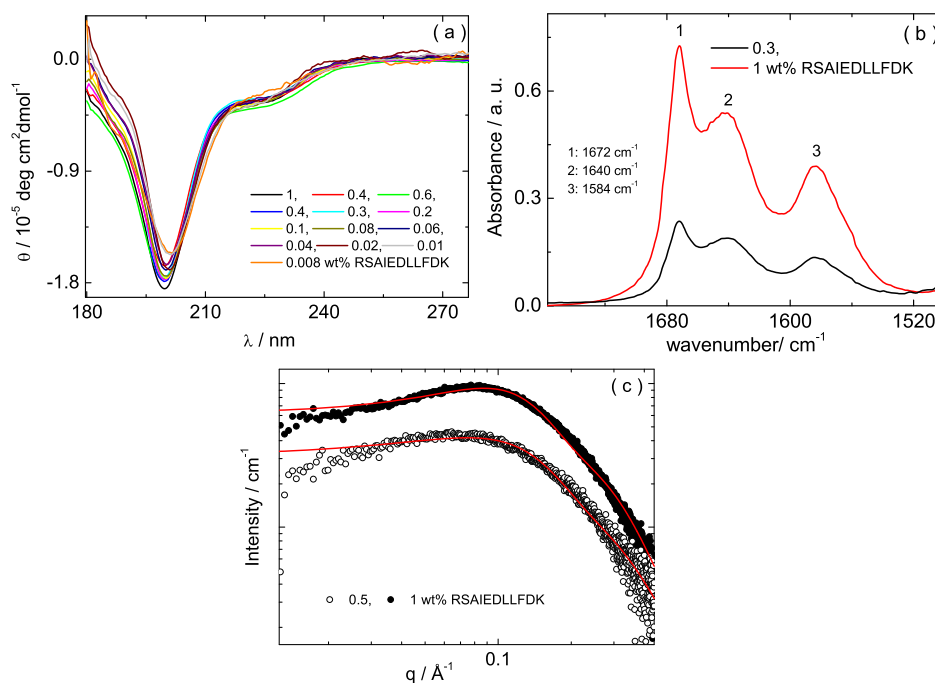 ( a )
0.0
-0.9
-1.8
θ / 10⁻⁵ deg cm²dmol⁻¹
1, 0.4, 0.6,
0.4, 0.3, 0.2
0.1, 0.08, 0.06,
0.04, 0.02, 0.01
0.008 wt% RSAIEDLLFDK
180 210 240 270
λ / nm
( b )
1
0.3,
1 wt% RSAIEDLLFDK
2
3
1: 1672 cm⁻¹
2: 1640 cm⁻¹
3: 1584 cm⁻¹
0.6
0.3
0.0
Absorbance / a. u.
1680 1600 1520
wavenumber/ cm⁻¹
( c )
Intensity / cm⁻¹
0.5, 1 wt% RSAIEDLLFDK
0.1
q / Å⁻¹